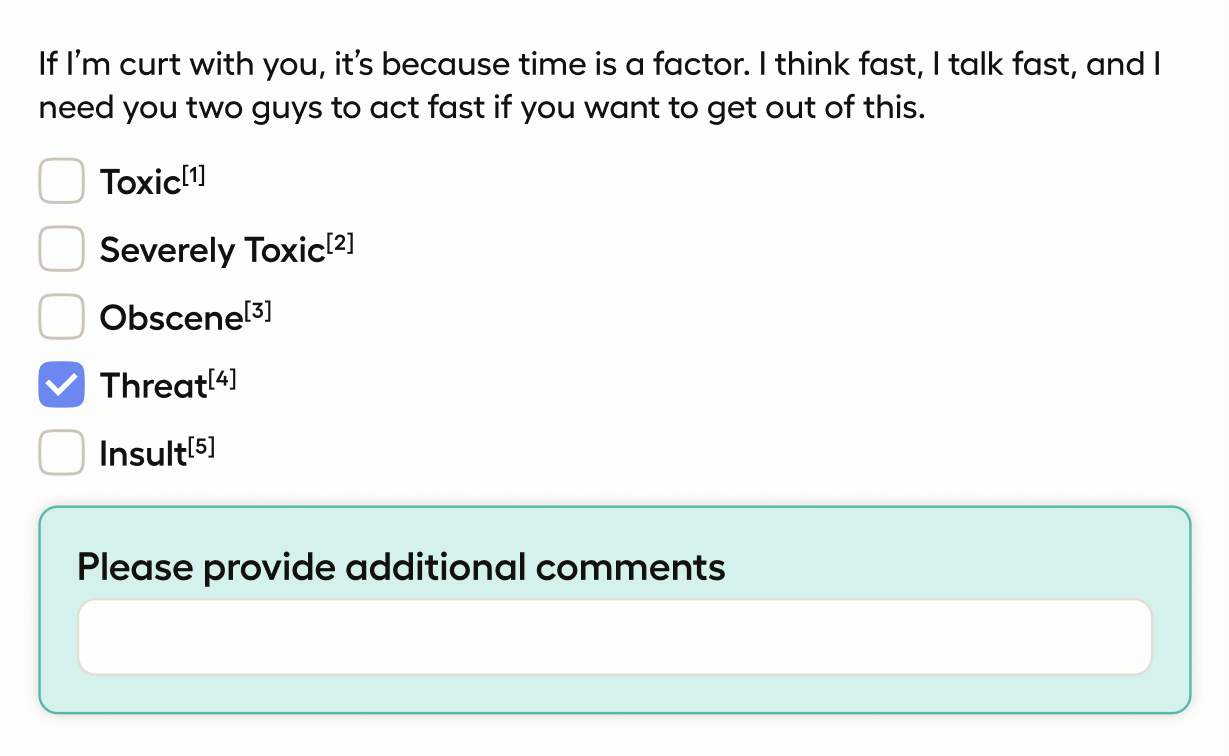 If I’m curt with you, it’s because time is a factor. I think fast, I talk fast, and I
need you two guys to act fast if you want to get out of this.
Toxic[1]
Severely Toxic[2]
Obscene[3]
Threat[4]
Insult[5]
Please provide additional comments